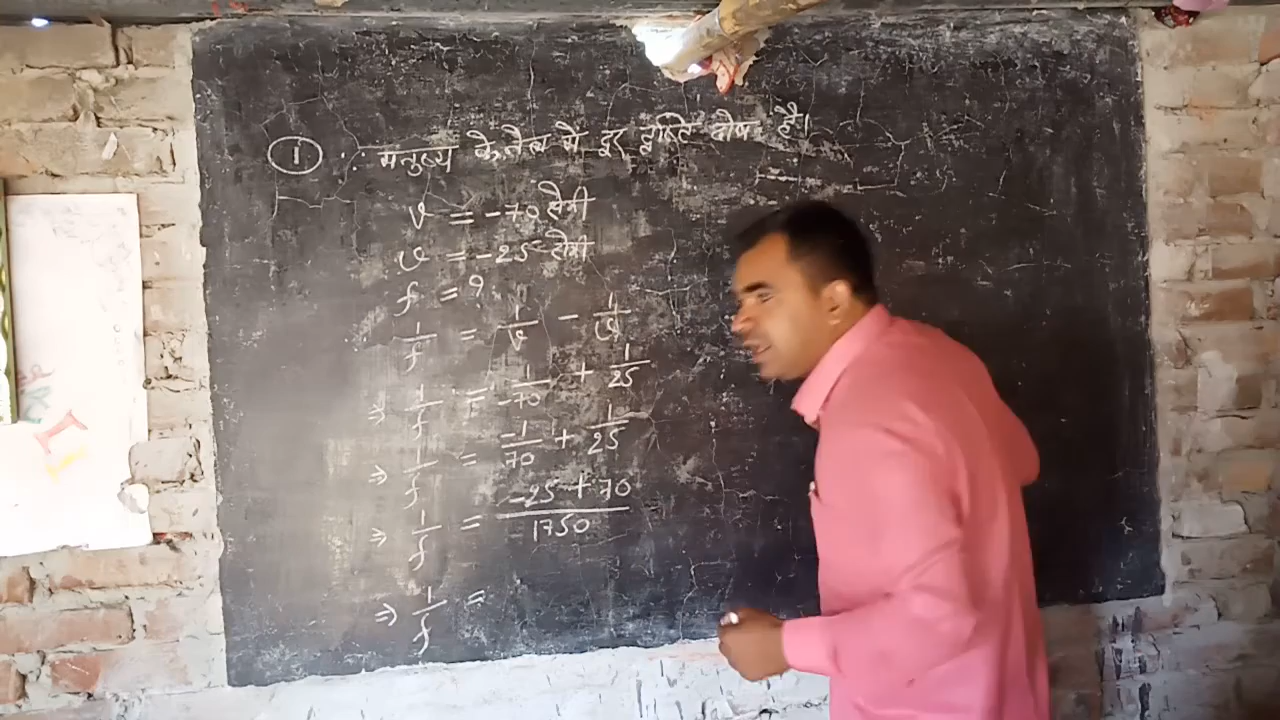 ① ∵ मनुष्य के नेत्र मे दूर दृष्टि दोष है।
v = -70 सेमी
u = -25 सेमी
f = ?
1/f = 1/v - 1/u
⇒ 1/f = 1/-70 + 1/25
⇒ 1/f = -1/70 + 1/25
⇒ 1/f = -25 + 70/1750
⇒ 1/f =